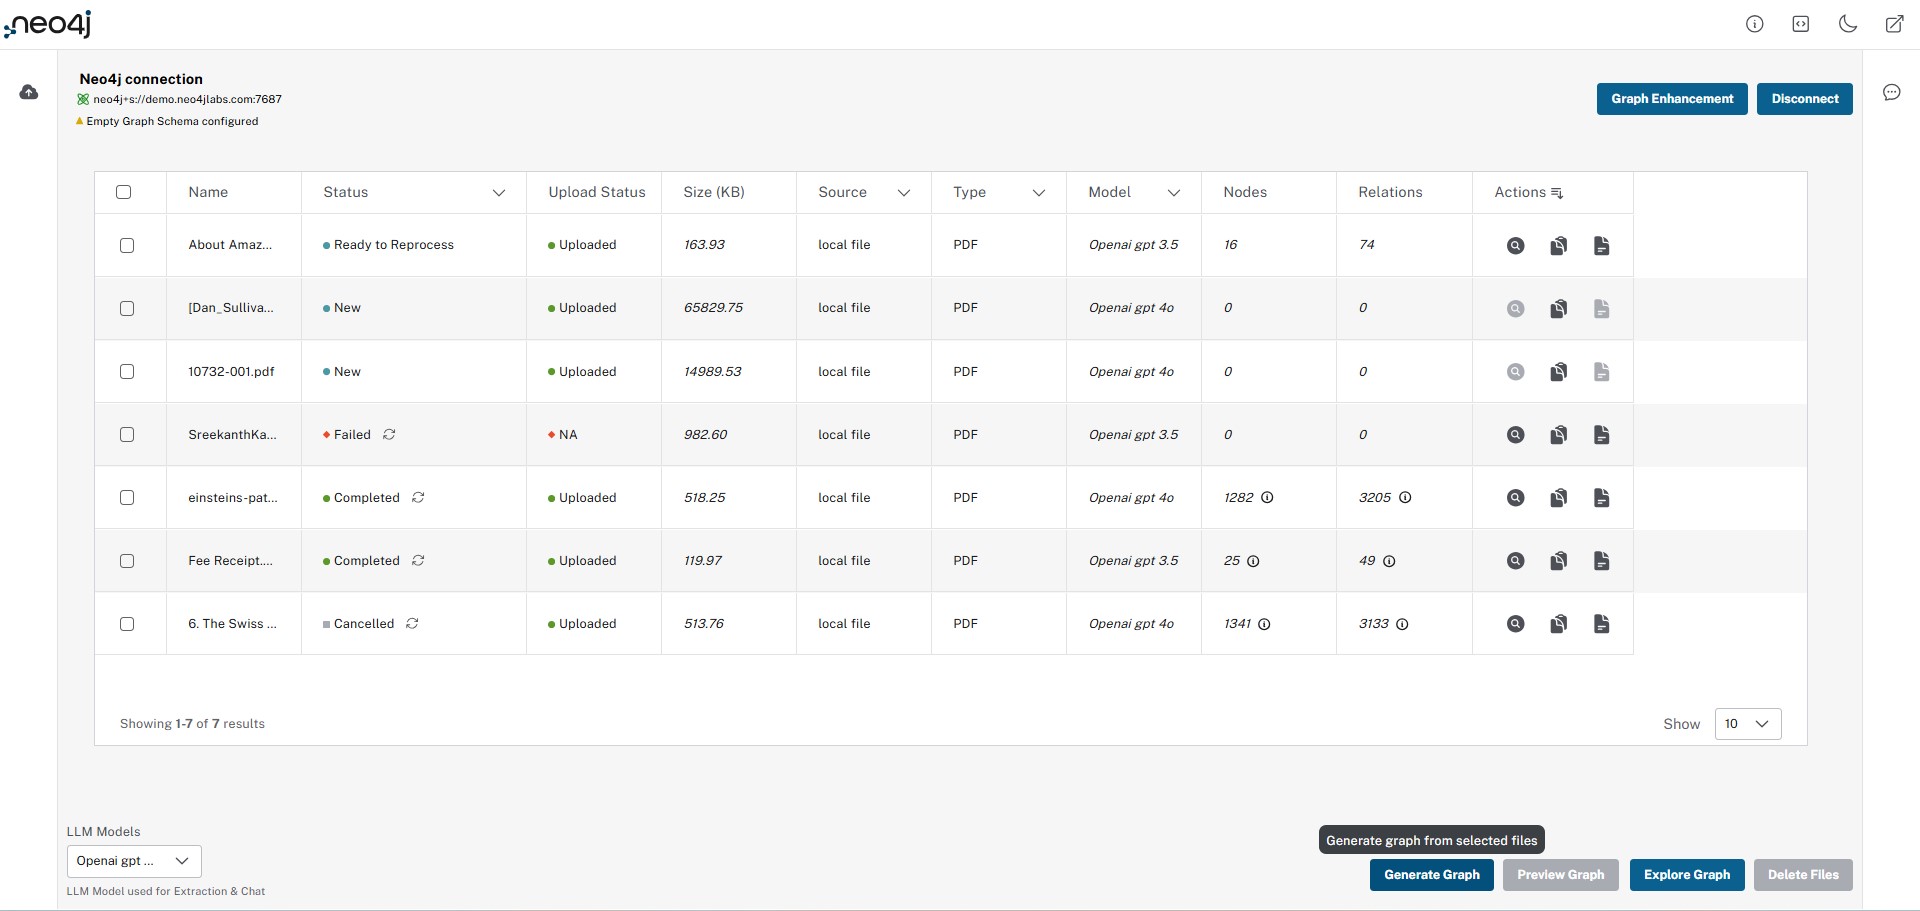 neo4j
Neo4j connection
neo4j+s://demo.neo4jlabs.com:7687
Empty Graph Schema configured
Graph Enhancement
Disconnect
Name Status Upload Status Size (KB) Source Type Model Nodes Relations Actions
About Amaz... Ready to Reprocess Uploaded 163.93 local file PDF Openai gpt 3.5 16 74
[Dan_Sulliva... New Uploaded 65829.75 local file PDF Openai gpt 4o 0 0
10732-001.pdf New Uploaded 14989.53 local file PDF Openai gpt 4o 0 0
SreekanthKa... Failed NA 982.60 local file PDF Openai gpt 3.5 0 0
einsteins-pat... Completed Uploaded 518.25 local file PDF Openai gpt 4o 1282 3205
Fee Receipt.... Completed Uploaded 119.97 local file PDF Openai gpt 3.5 25 49
6. The Swiss ... Cancelled Uploaded 513.76 local file PDF Openai gpt 4o 1341 3133
Showing 1-7 of 7 results
Show 10
LLM Models
Openai gpt ...
LLM Model used for Extraction & Chat
Generate graph from selected files
Generate Graph
Preview Graph
Explore Graph
Delete Files